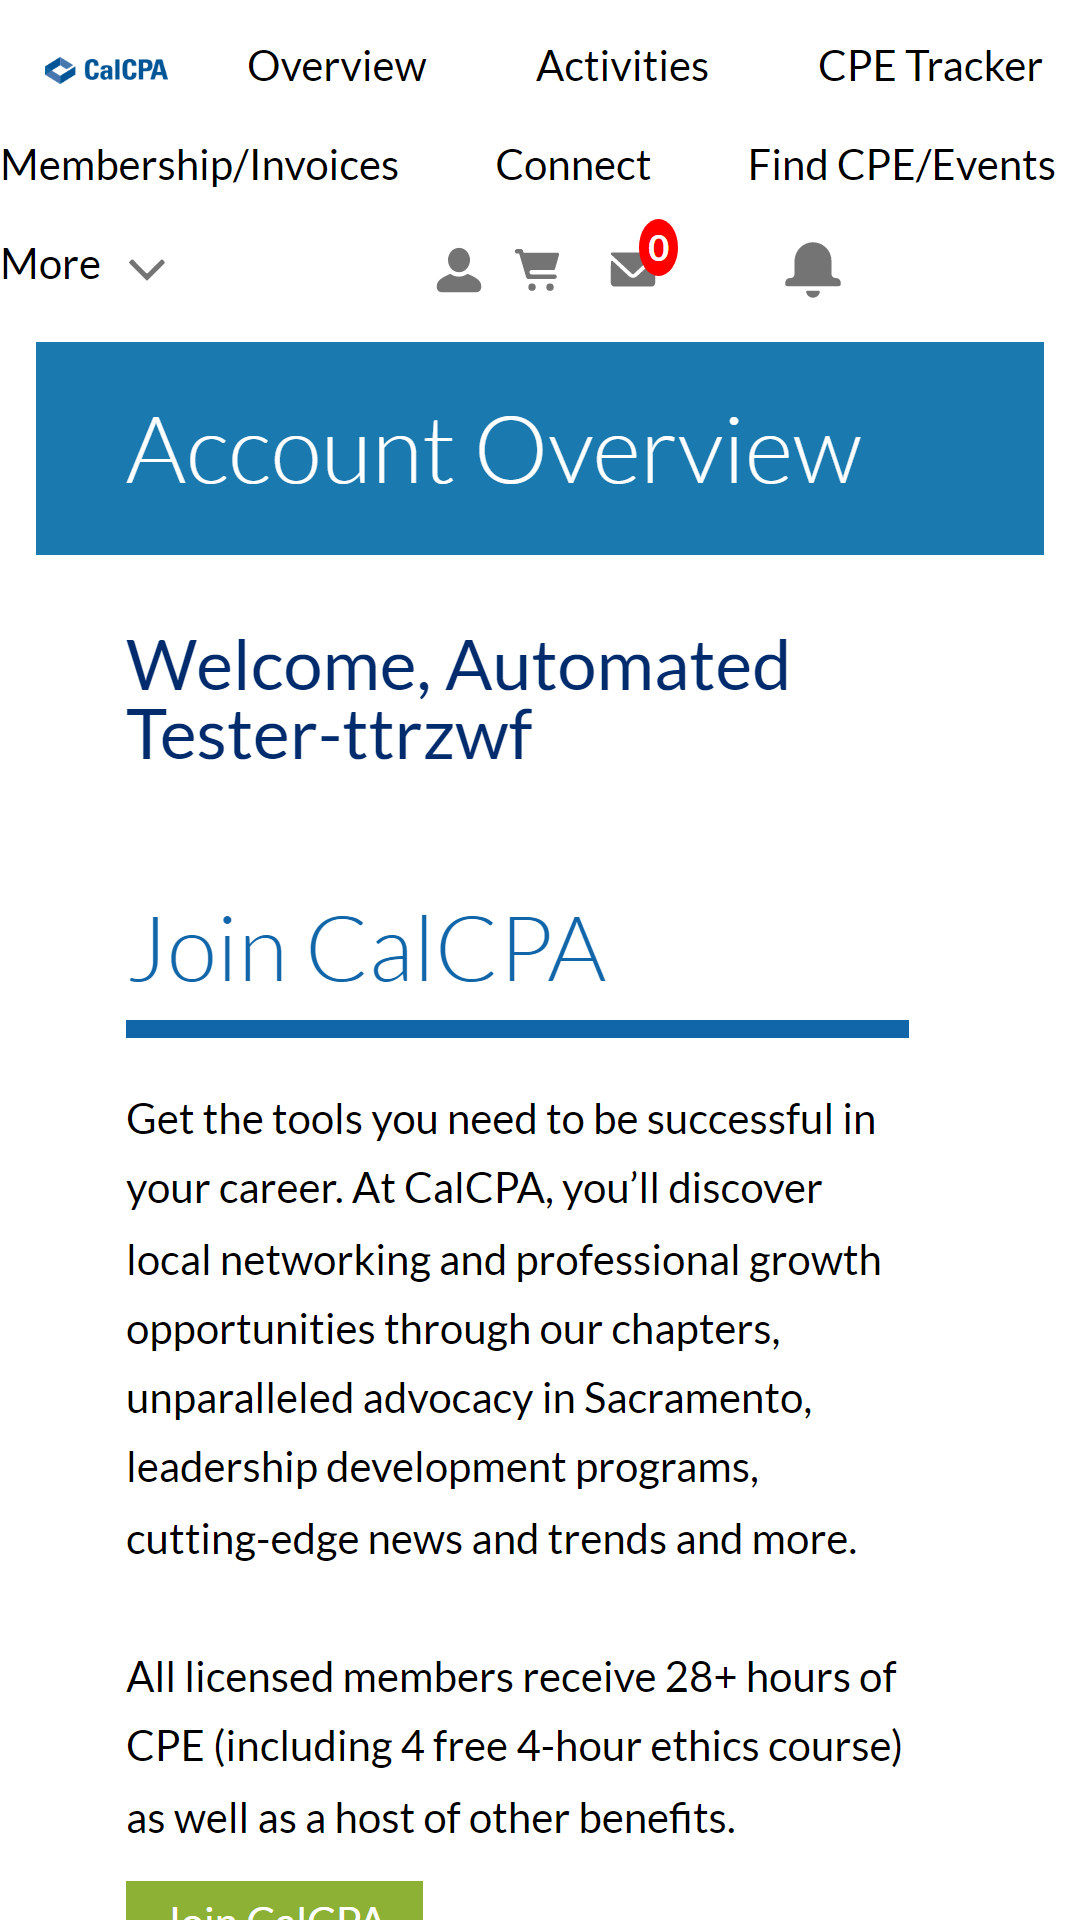 CalCPA Overview Activities CPE Tracker
Membership/Invoices Connect Find CPE/Events
More 0
Account Overview
Welcome, Automated
Tester-ttrzwf
Join CalCPA
Get the tools you need to be successful in
your career. At CalCPA, you’ll discover
local networking and professional growth
opportunities through our chapters,
unparalleled advocacy in Sacramento,
leadership development programs,
cutting-edge news and trends and more.
All licensed members receive 28+ hours of
CPE (including 4 free 4-hour ethics course)
as well as a host of other benefits.
Join CalCPA